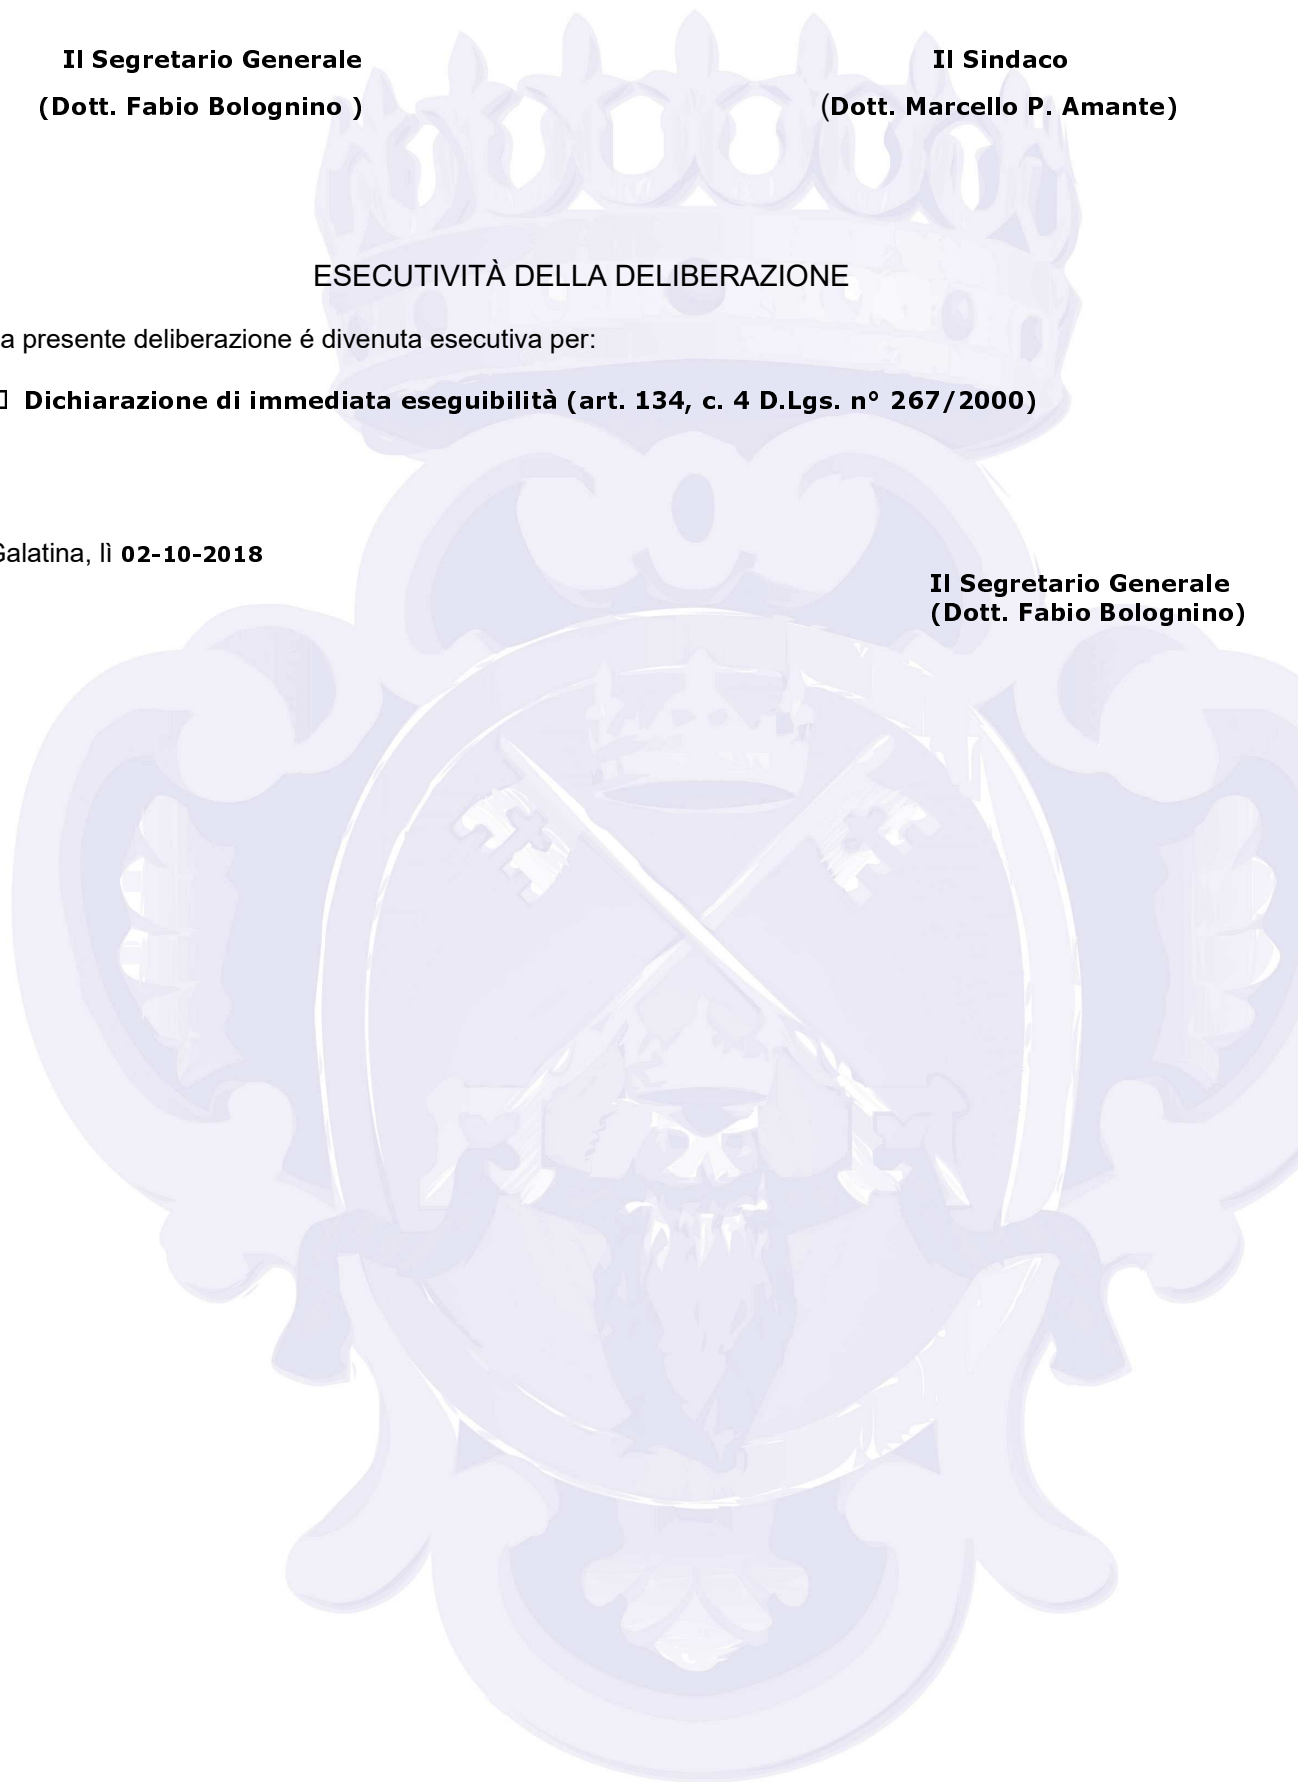 Il Segretario Generale
Il Sindaco
(Dott. Fabio Bolognino )
(Dott. Marcello P. Amante)
ESECUTIVITÀ DELLA DELIBERAZIONE
a presente deliberazione é divenuta esecutiva per:
Dichiarazione di immediata eseguibilità (art. 134, c. 4 D.Lgs. n° 267/2000)
Galatina, lì 02-10-2018
Il Segretario Generale
(Dott. Fabio Bolognino)